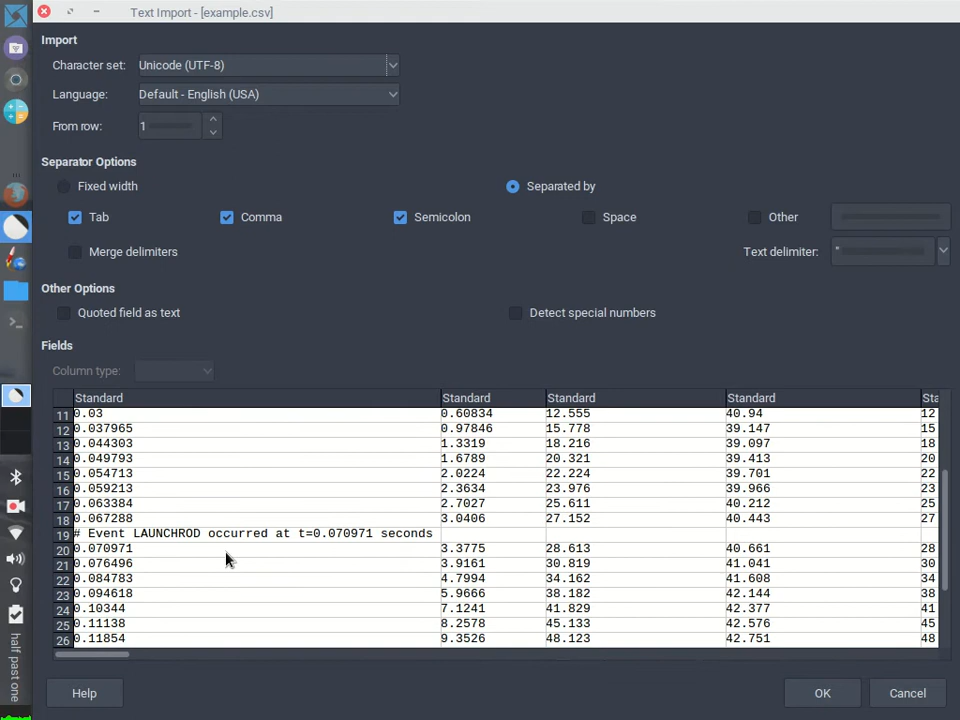 Text Import - [example.csv]
Import
Character set: Unicode (UTF-8)
Language: Default - English (USA)
From row: 1
Separator Options
Fixed width Separated by
Tab Comma Semicolon Space Other
Merge delimiters Text delimiter: "
Other Options
Quoted field as text Detect special numbers
Fields
Column type:
Standard Standard Standard Standard Sta
11 0.03 0.60834 12.555 40.94 12
12 0.037965 0.97846 15.778 39.147 15
13 0.044303 1.3319 18.216 39.097 18
14 0.049793 1.6789 20.321 39.413 20
15 0.054713 2.0224 22.224 39.701 22
16 0.059213 2.3634 23.976 39.966 23
17 0.063384 2.7027 25.611 40.212 25
18 0.067288 3.0406 27.152 40.443 27
19 # Event LAUNCHROD occurred at t=0.070971 seconds
20 0.070971 3.3775 28.613 40.661 28
21 0.076496 3.9161 30.819 41.041 30
22 0.084783 4.7994 34.162 41.608 34
23 0.094618 5.9666 38.182 42.144 38
24 0.10344 7.1241 41.829 42.377 41
25 0.11138 8.2578 45.133 42.576 45
26 0.11854 9.3526 48.123 42.751 48
Help OK Cancel
half past one